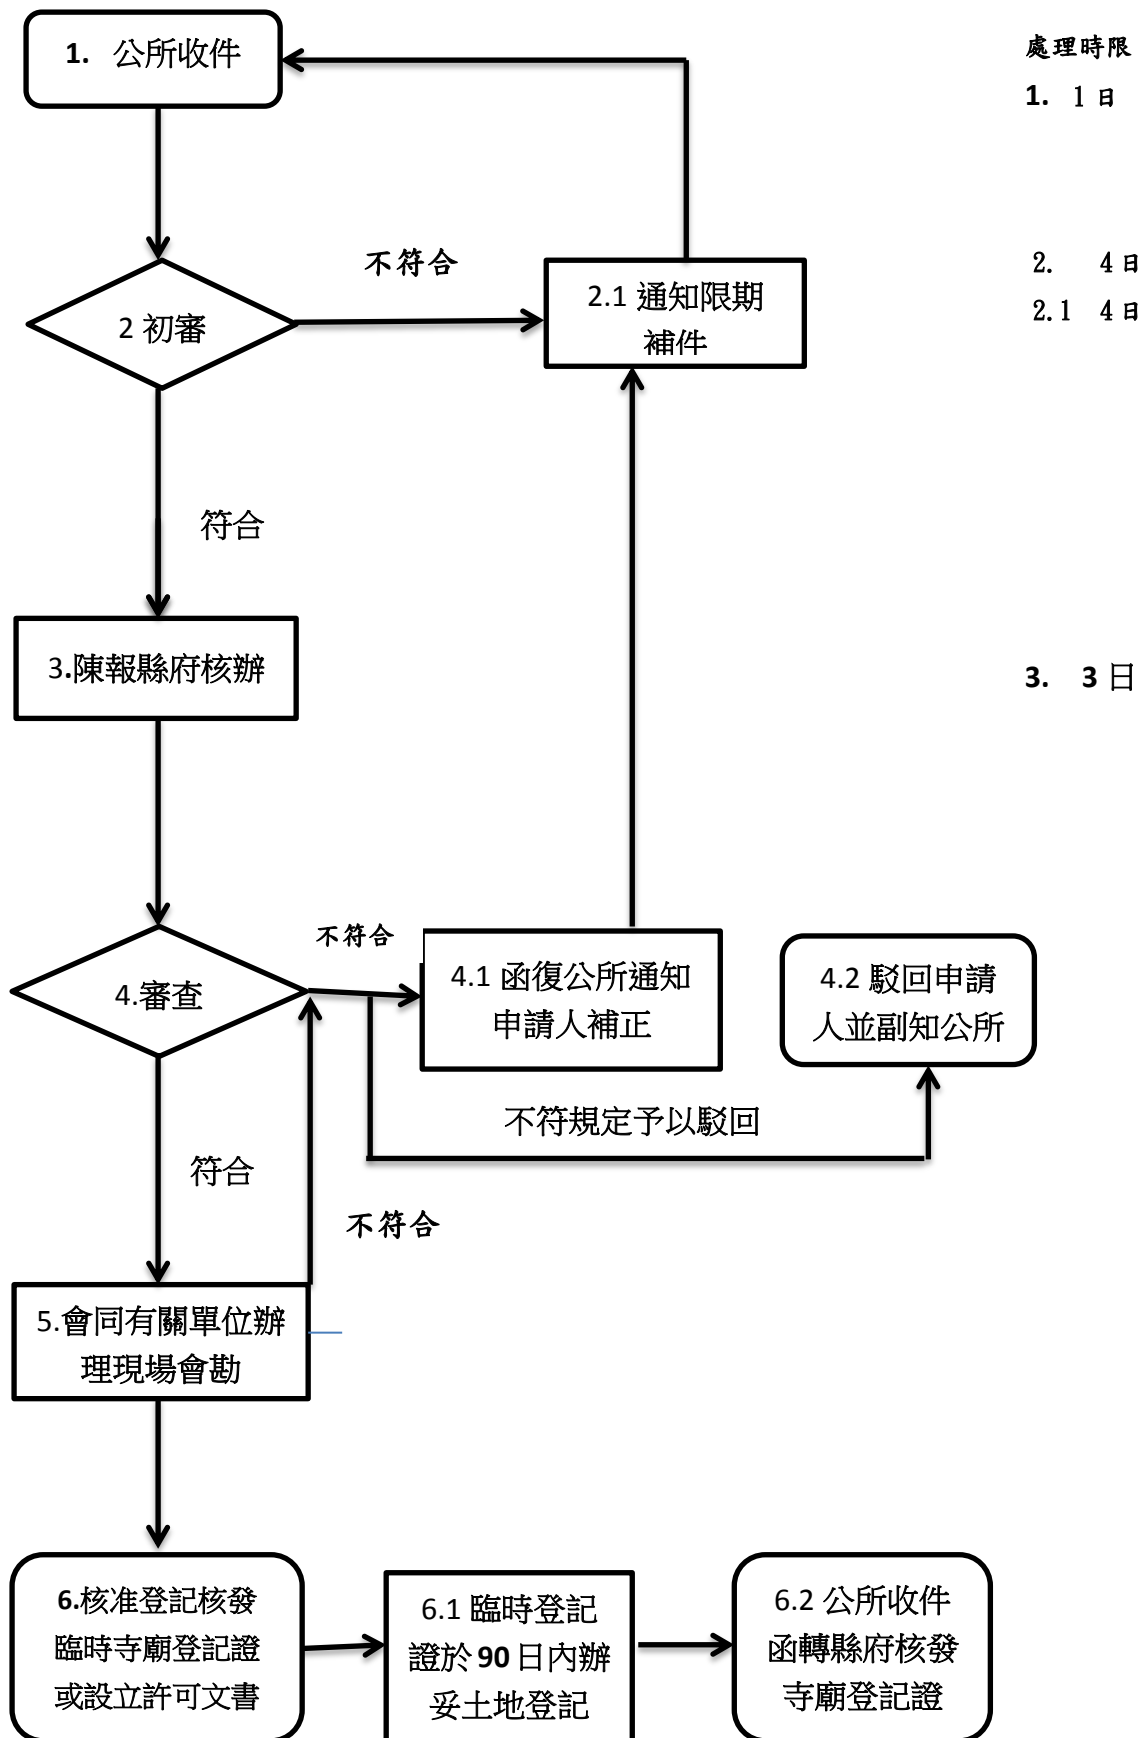 1. 公所收件
處理時限
1. 1 日
不符合
2. 4 日
2.1 通知限期
補件
2.1 4 日
2 初審
符合
3.陳報縣府核辦
3. 3 日
不符合
4.審查
4.1 函復公所通知
申請人補正
4.2 駁回申請
人並副知公所
不符規定予以駁回
符合
不符合
5.會同有關單位辦
理現場會勘
6.核准登記核發
臨時寺廟登記證
或設立許可文書
6.1 臨時登記
證於 90 日內辦
妥土地登記
6.2 公所收件
函轉縣府核發
寺廟登記證